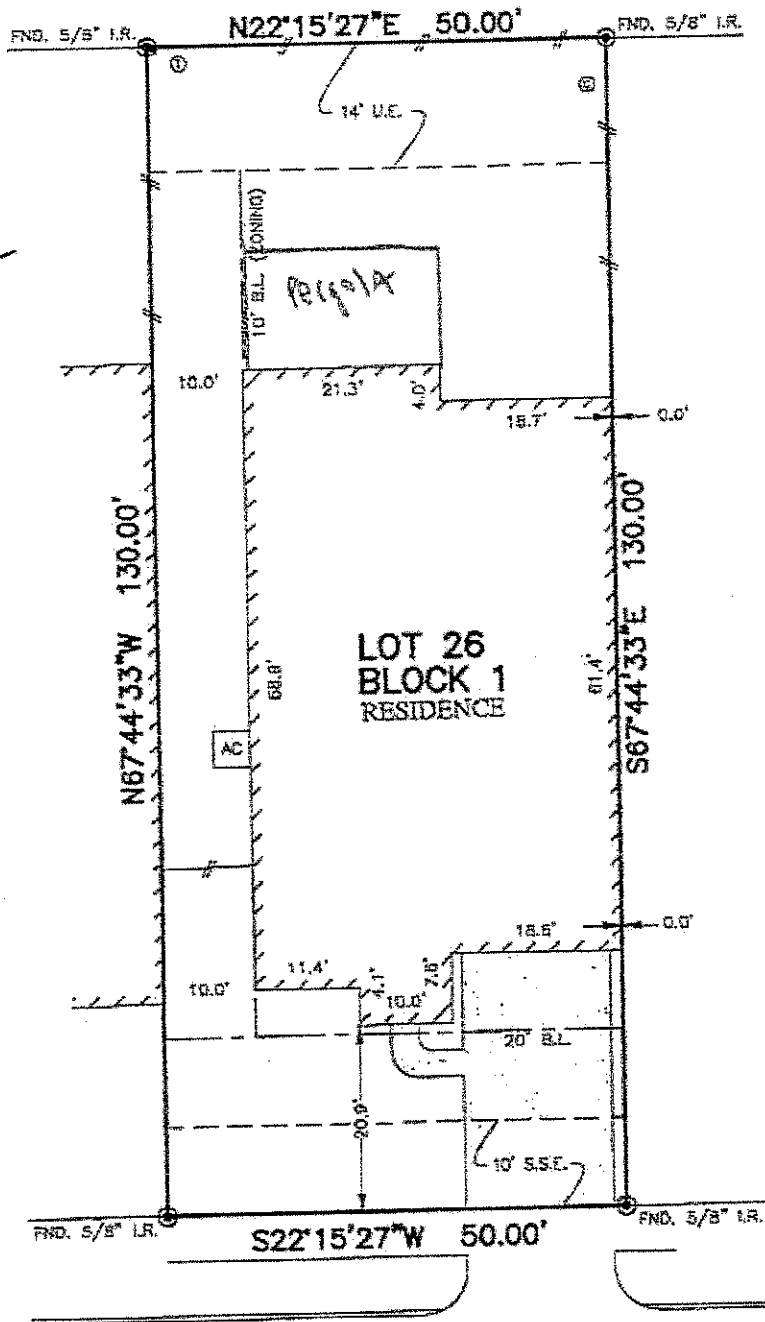 N22°15'27"E 50.00'
FND. 5/8" I.R.
FND. 5/8" I.R.
14' U.E.
10' B.L. (ZONING)
Pergola
10.0'
21.3'
4.0'
18.7'
0.0'
N67°44'33"W 130.00'
S67°44'33"E 130.00'
LOT 26
BLOCK 1
RESIDENCE
68.9'
61.4'
AC
18.6'
0.0'
11.4'
4.1'
7.6'
10.0'
10.0'
20' B.L.
20.9'
10' S.S.E.
FND. 5/8" I.R.
FND. 5/8" I.R.
S22°15'27"W 50.00'